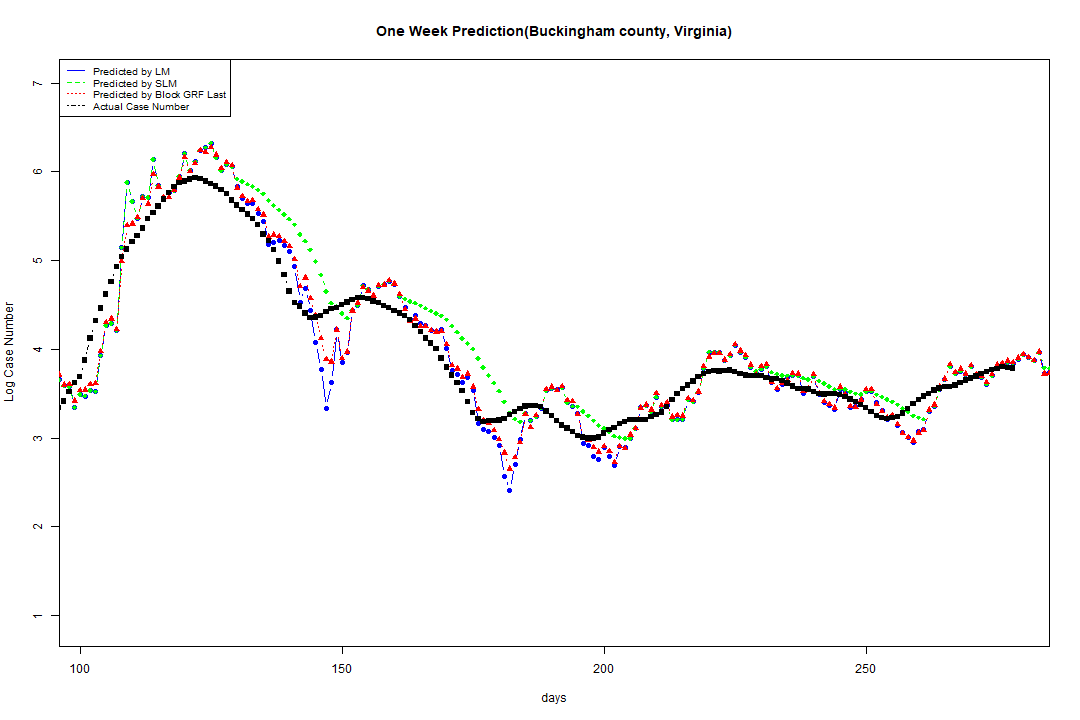 One Week Prediction(Buckingham county, Virginia)
Predicted by LM
Predicted by SLM
Predicted by Block GRF Last
Actual Case Number
7
6
5
4
3
2
1
Log Case Number
100 150 200 250
days